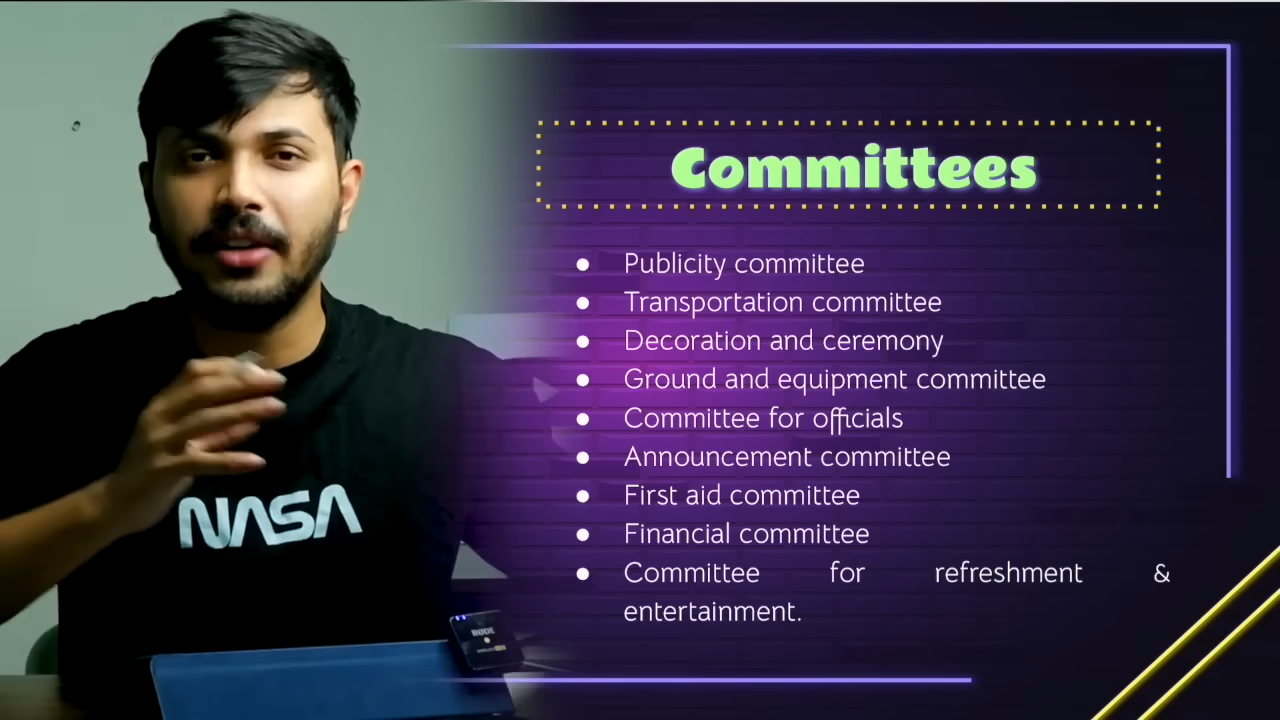 Committees
● Publicity committee
● Transportation committee
● Decoration and ceremony
● Ground and equipment committee
● Committee for officials
● Announcement committee
● First aid committee
● Financial committee
● Committee for refreshment &
entertainment.
NASA
RODE